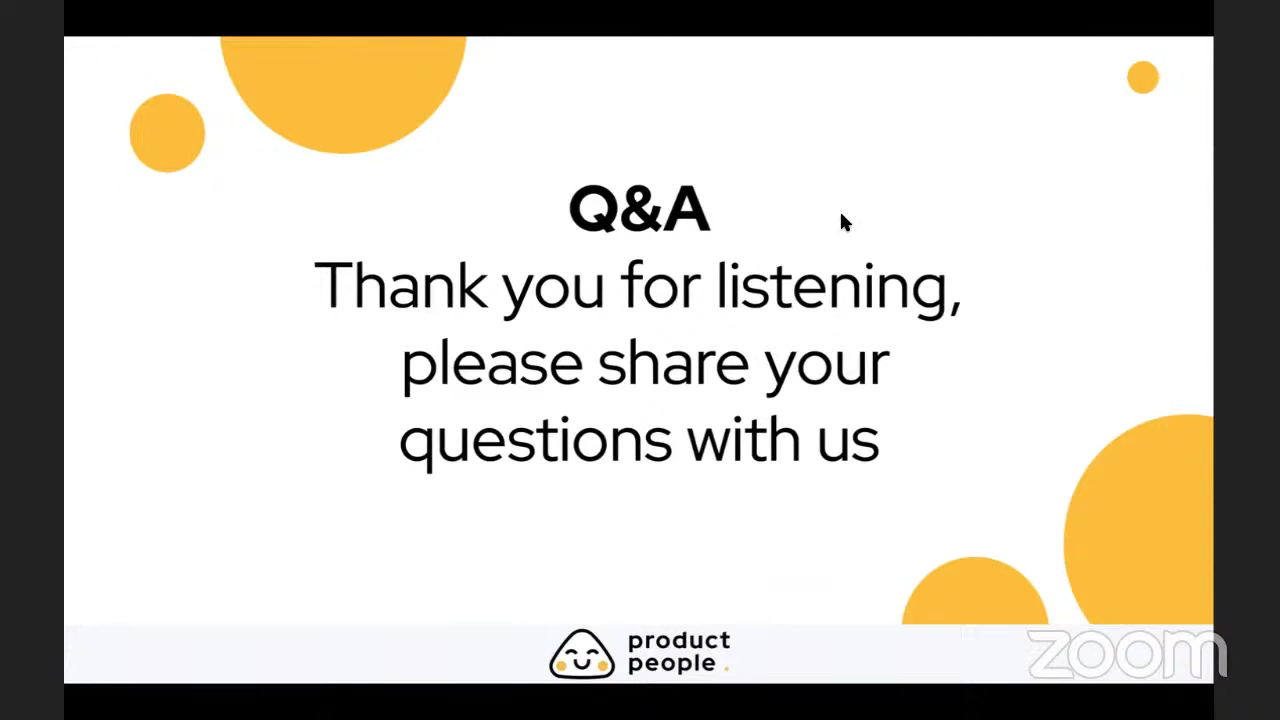 Q&A
Thank you for listening,
please share your
questions with us
product
people .
zoom